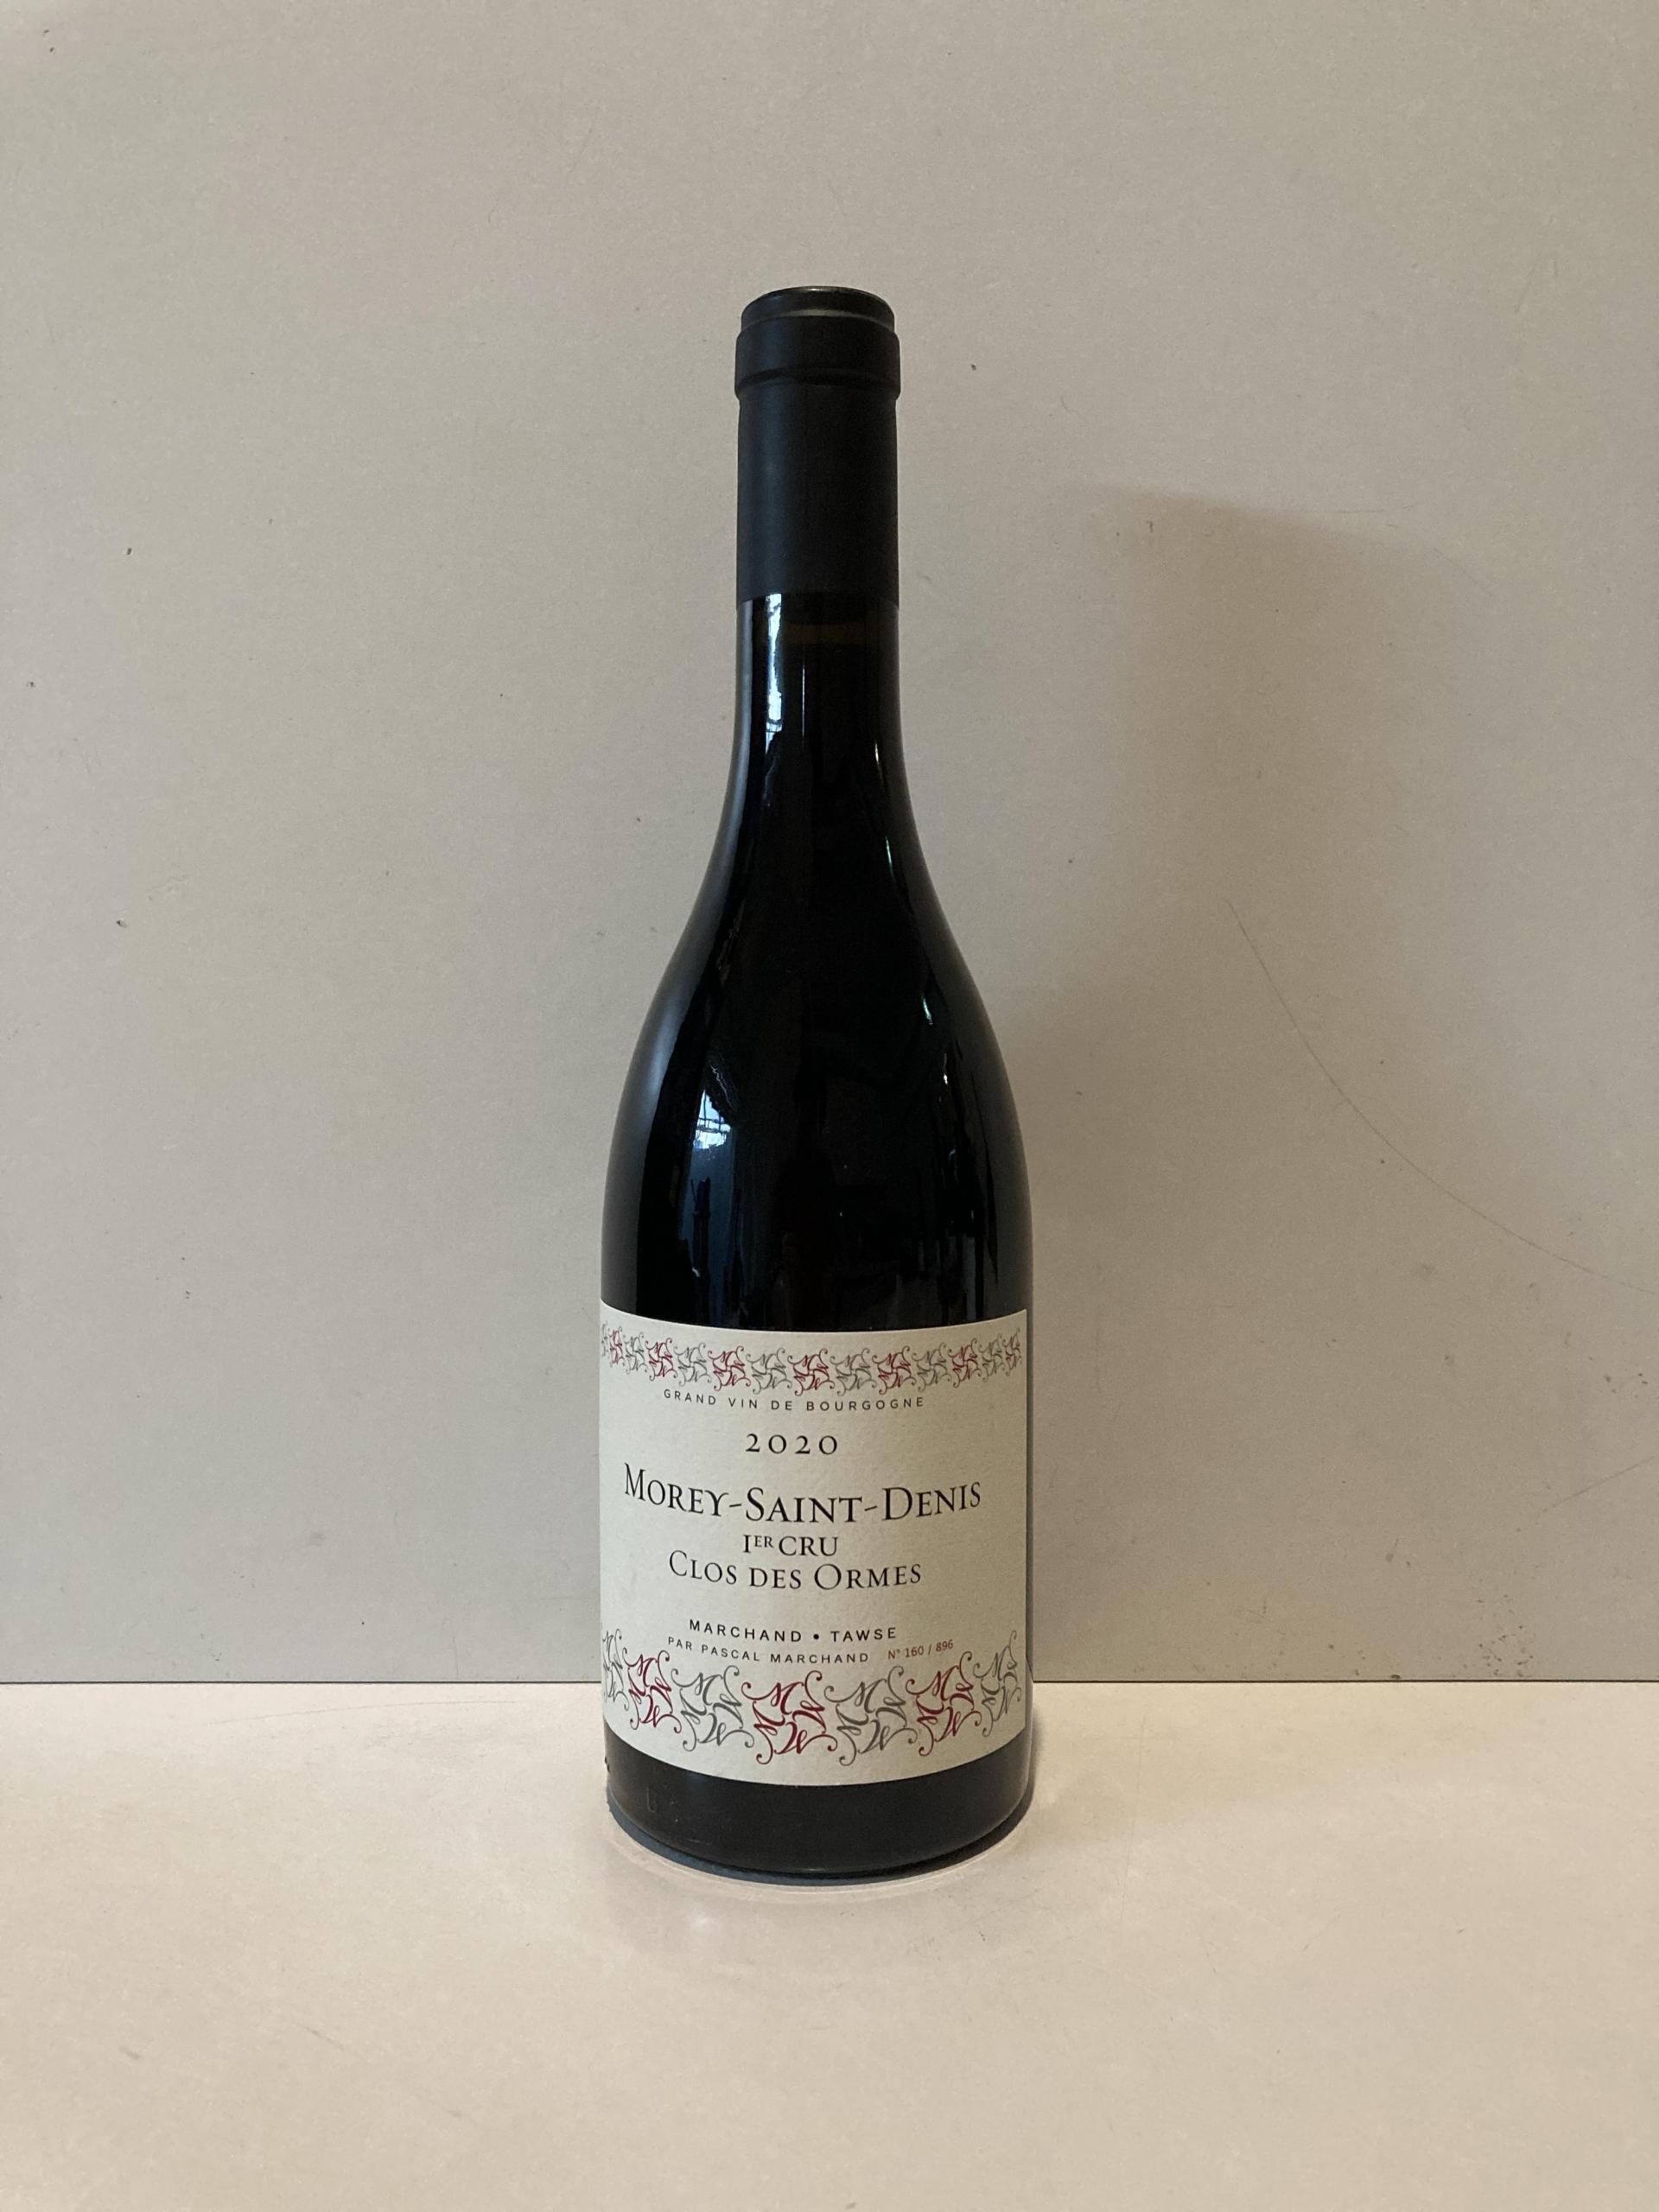 GRAND VIN DE BOURGOGNE
2020
MOREY-SAINT-DENIS
IER CRU
CLOS DES ORMES
MARCHAND • TAWSE
PAR PASCAL MARCHAND N° 160 / 896